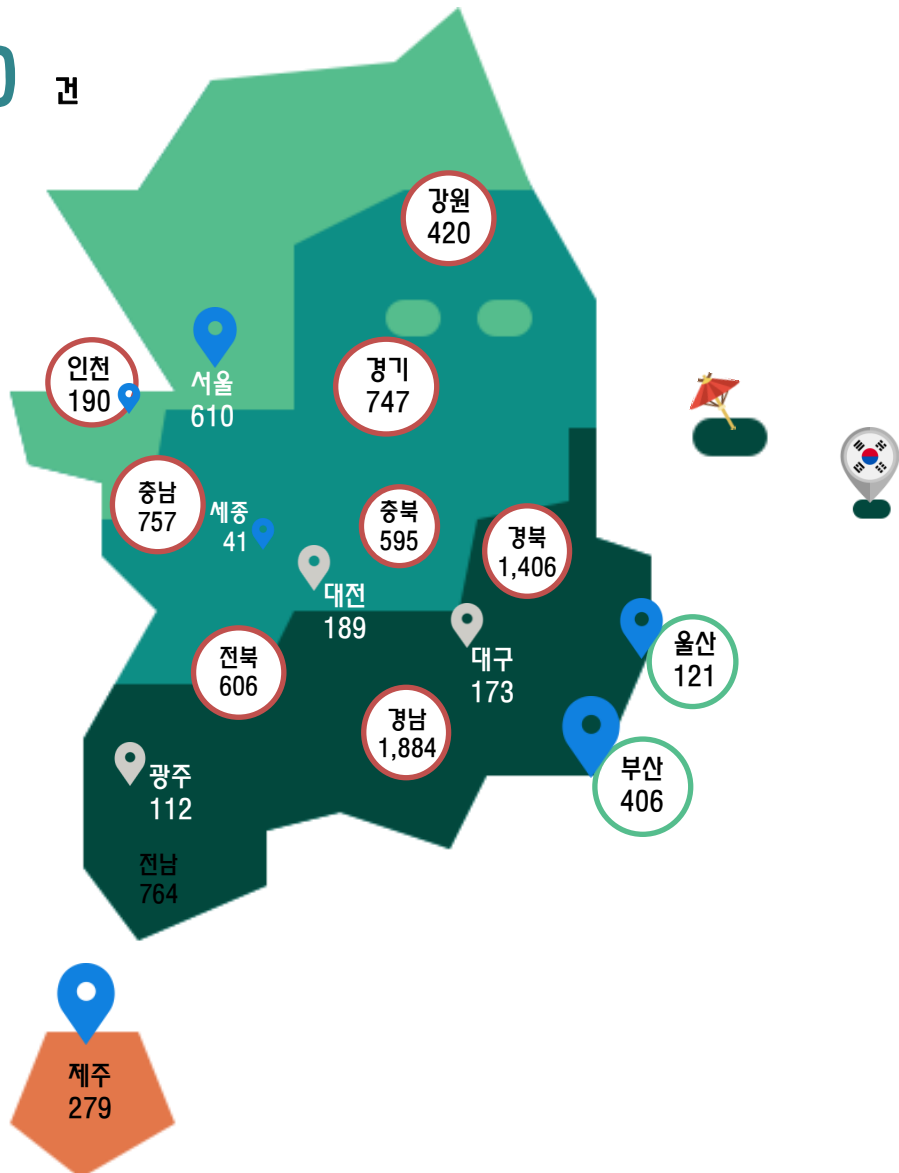 0 건
강원
420
인천
190
서울
610
경기
747
충남
757
세종
41
충북
595
경북
1,406
대전
189
대구
173
울산
121
전북
606
경남
1,884
부산
406
광주
112
전남
764
제주
279